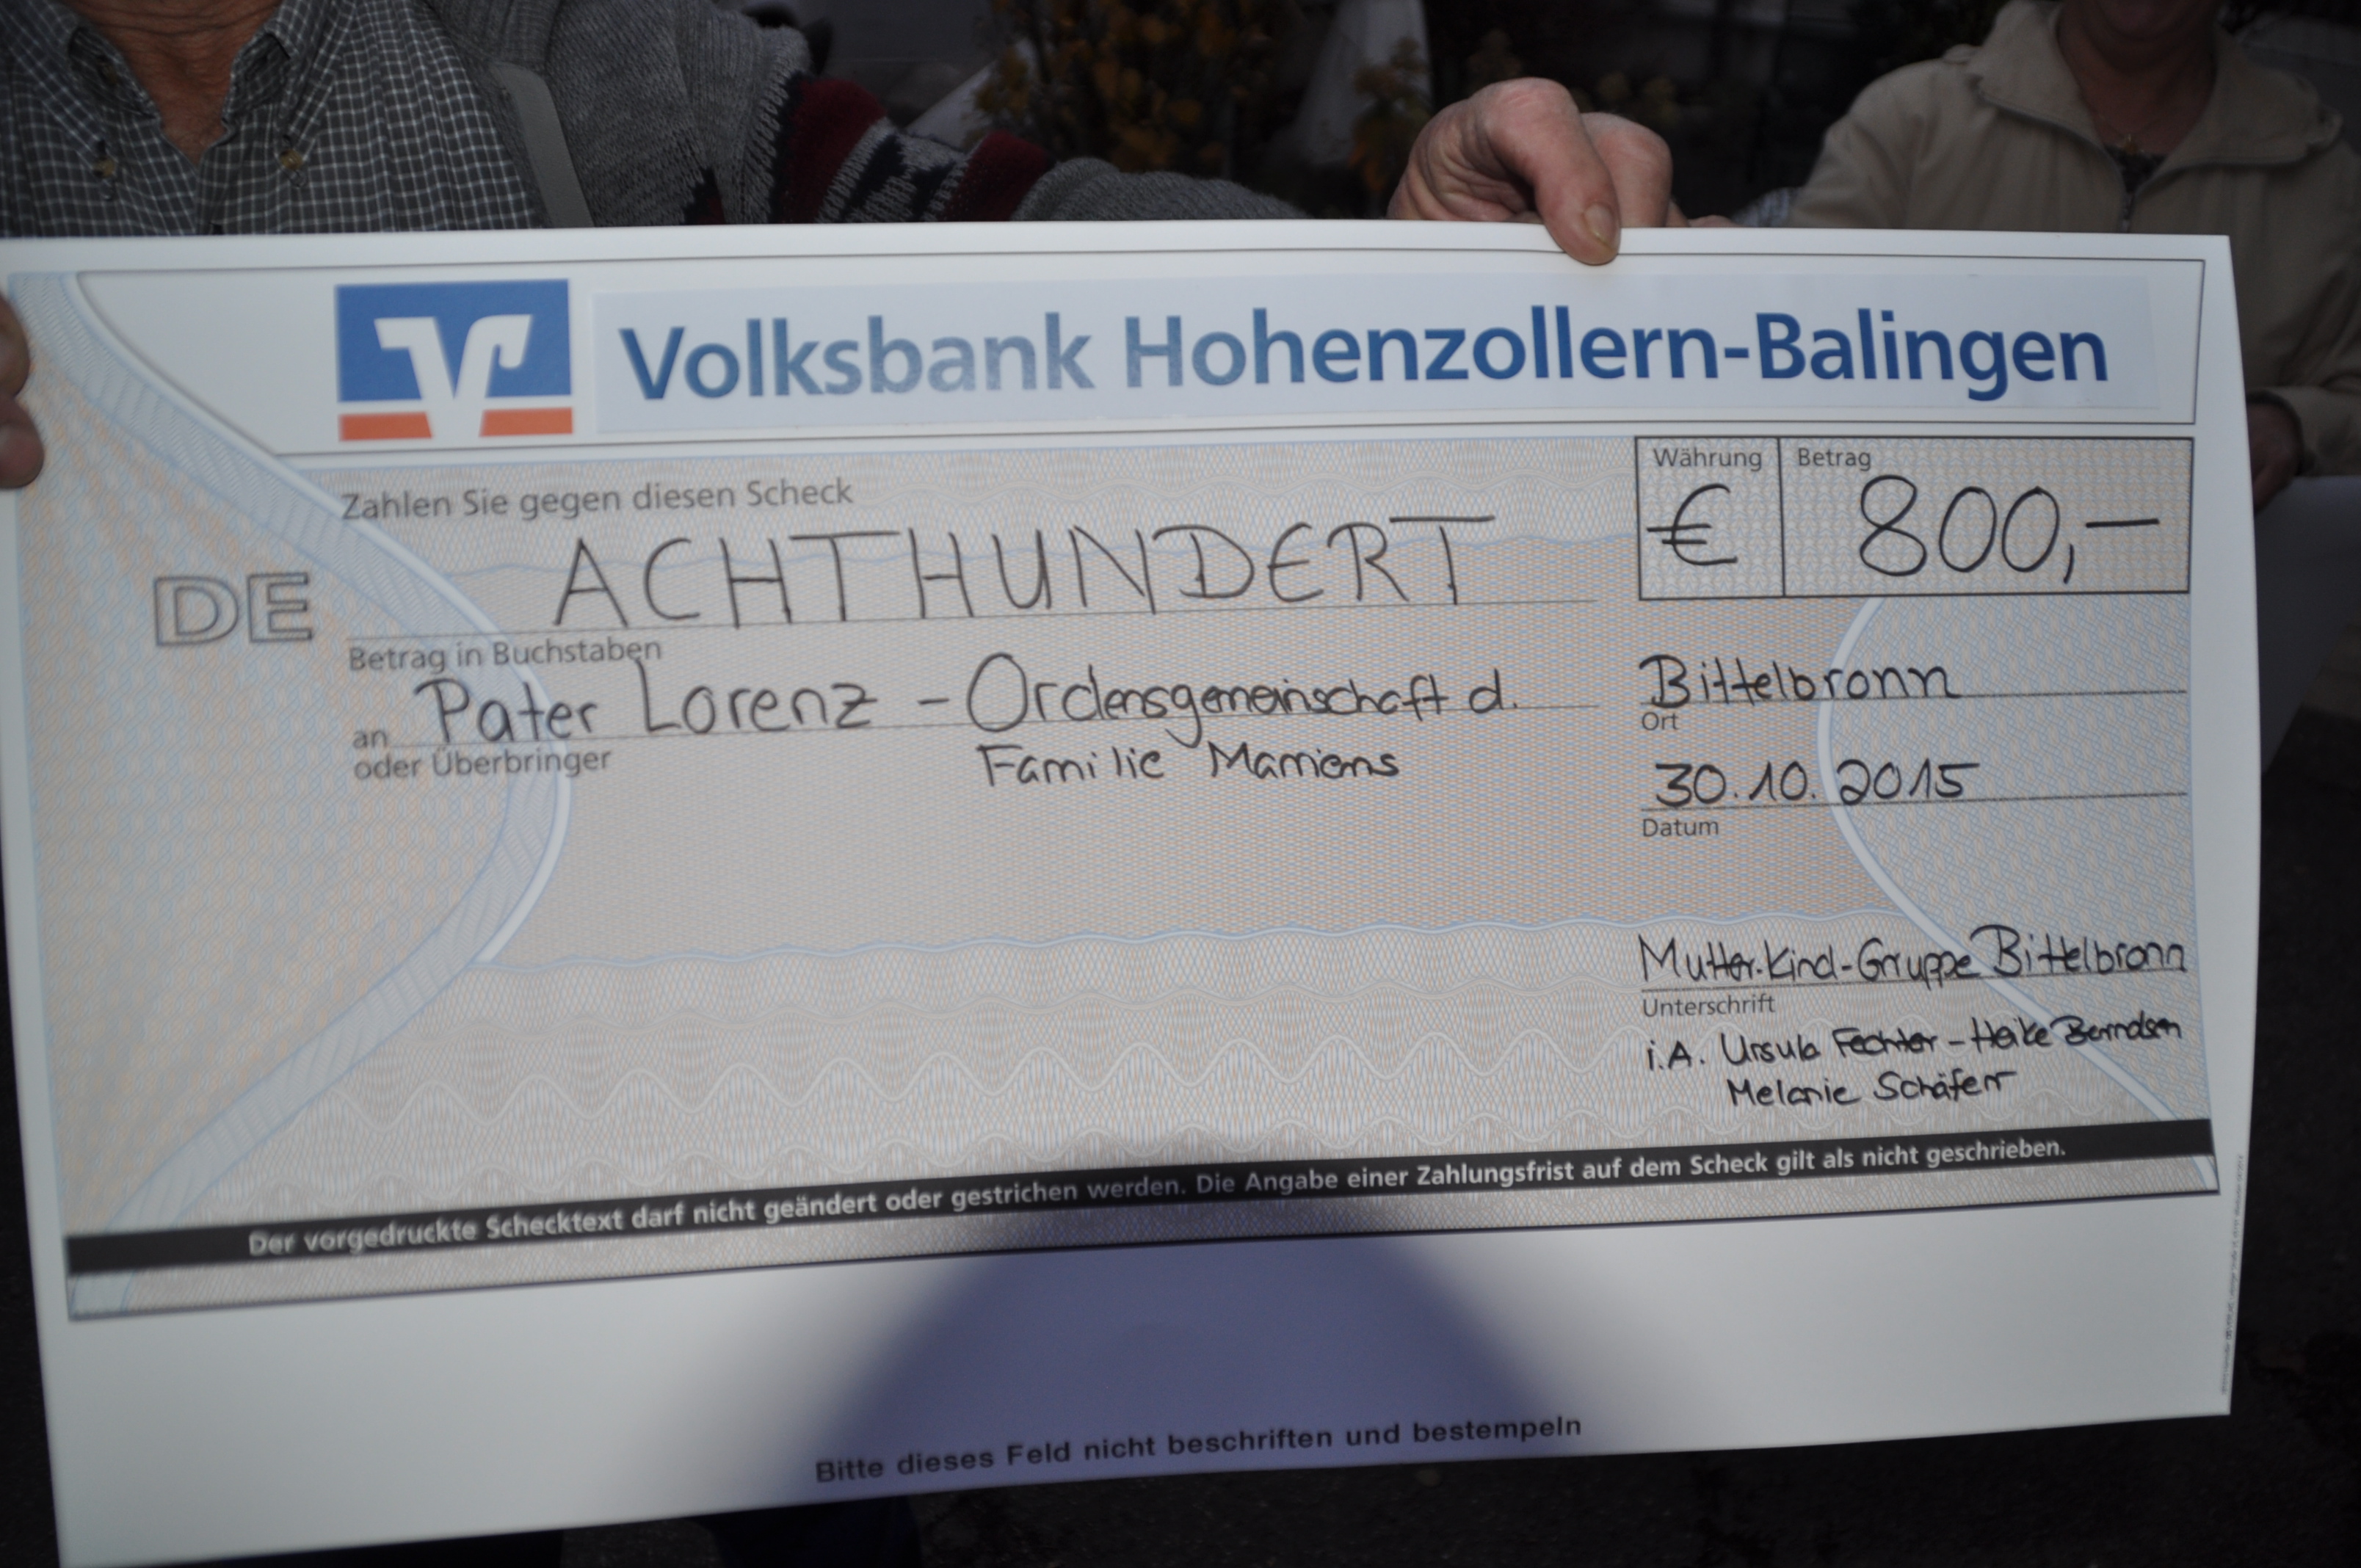 Volksbank Hohenzollern-Balingen
Währung Betrag
Zahlen Sie gegen diesen Scheck
€ 800,-
ACHTHUNDERT
DE
Betrag in Buchstaben
Pater Lorenz - Ordensgemeinschaft d.
Bittelbronn
an
Ort
oder Überbringer
Familie Mariens
30.10.2015
Datum
Mutter-Kind-Gruppe Bittelbronn
Unterschrift
i.A. Ursula Fechter - Heike Berndsen
Melanie Schäfer
Der vorgedruckte Schecktext darf nicht geändert oder gestrichen werden. Die Angabe einer Zahlungsfrist auf dem Scheck gilt als nicht geschrieben.
Bitte dieses Feld nicht beschriften und bestempeln